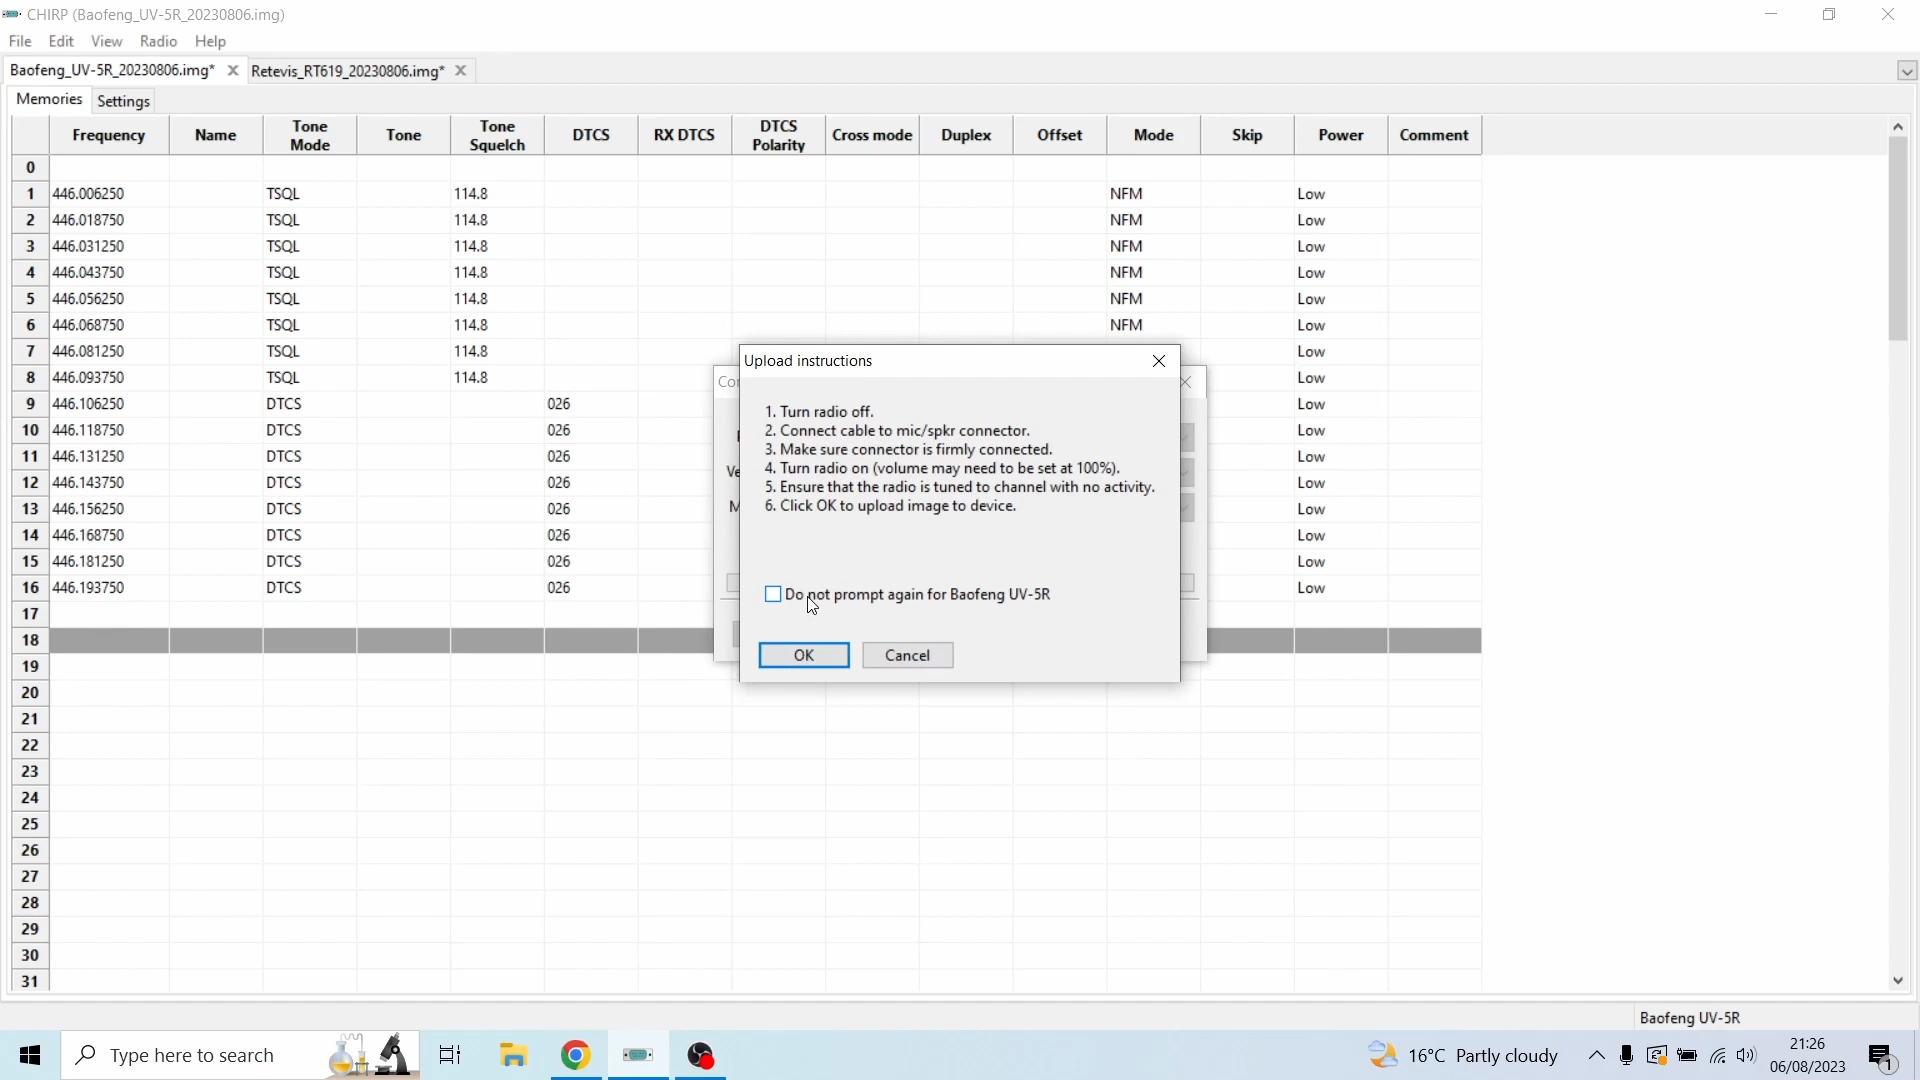 CHIRP (Baofeng_UV-5R_20230806.img)
File Edit View Radio Help
Baofeng_UV-5R_20230806.img* Retevis_RT619_20230806.img*
Memories Settings
Frequency Name Tone Mode Tone Tone Squelch DTCS RX DTCS DTCS Polarity Cross mode Duplex Offset Mode Skip Power Comment
0
1 446.006250 TSQL 114.8 NFM Low
2 446.018750 TSQL 114.8 NFM Low
3 446.031250 TSQL 114.8 NFM Low
4 446.043750 TSQL 114.8 NFM Low
5 446.056250 TSQL 114.8 NFM Low
6 446.068750 TSQL 114.8 NFM Low
7 446.081250 TSQL 114.8 Low
8 446.093750 TSQL 114.8 Low
9 446.106250 DTCS 026 Low
10 446.118750 DTCS 026 Low
11 446.131250 DTCS 026 Low
12 446.143750 DTCS 026 Low
13 446.156250 DTCS 026 Low
14 446.168750 DTCS 026 Low
15 446.181250 DTCS 026 Low
16 446.193750 DTCS 026 Low
17
18
19
20
21
22
23
24
25
26
27
28
29
30
31
Upload instructions
1. Turn radio off.
2. Connect cable to mic/spkr connector.
3. Make sure connector is firmly connected.
4. Turn radio on (volume may need to be set at 100%).
5. Ensure that the radio is tuned to channel with no activity.
6. Click OK to upload image to device.
Do not prompt again for Baofeng UV-5R
OK Cancel
Baofeng UV-5R
Type here to search
16°C Partly cloudy
21:26
06/08/2023
1